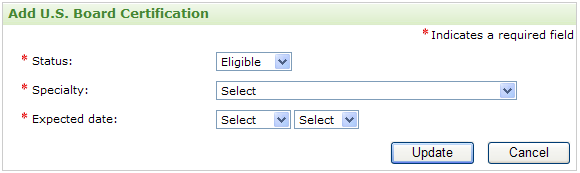 Add U.S. Board Certification
* Indicates a required field
* Status: Eligible
* Specialty: Select
* Expected date: Select Select
Update Cancel